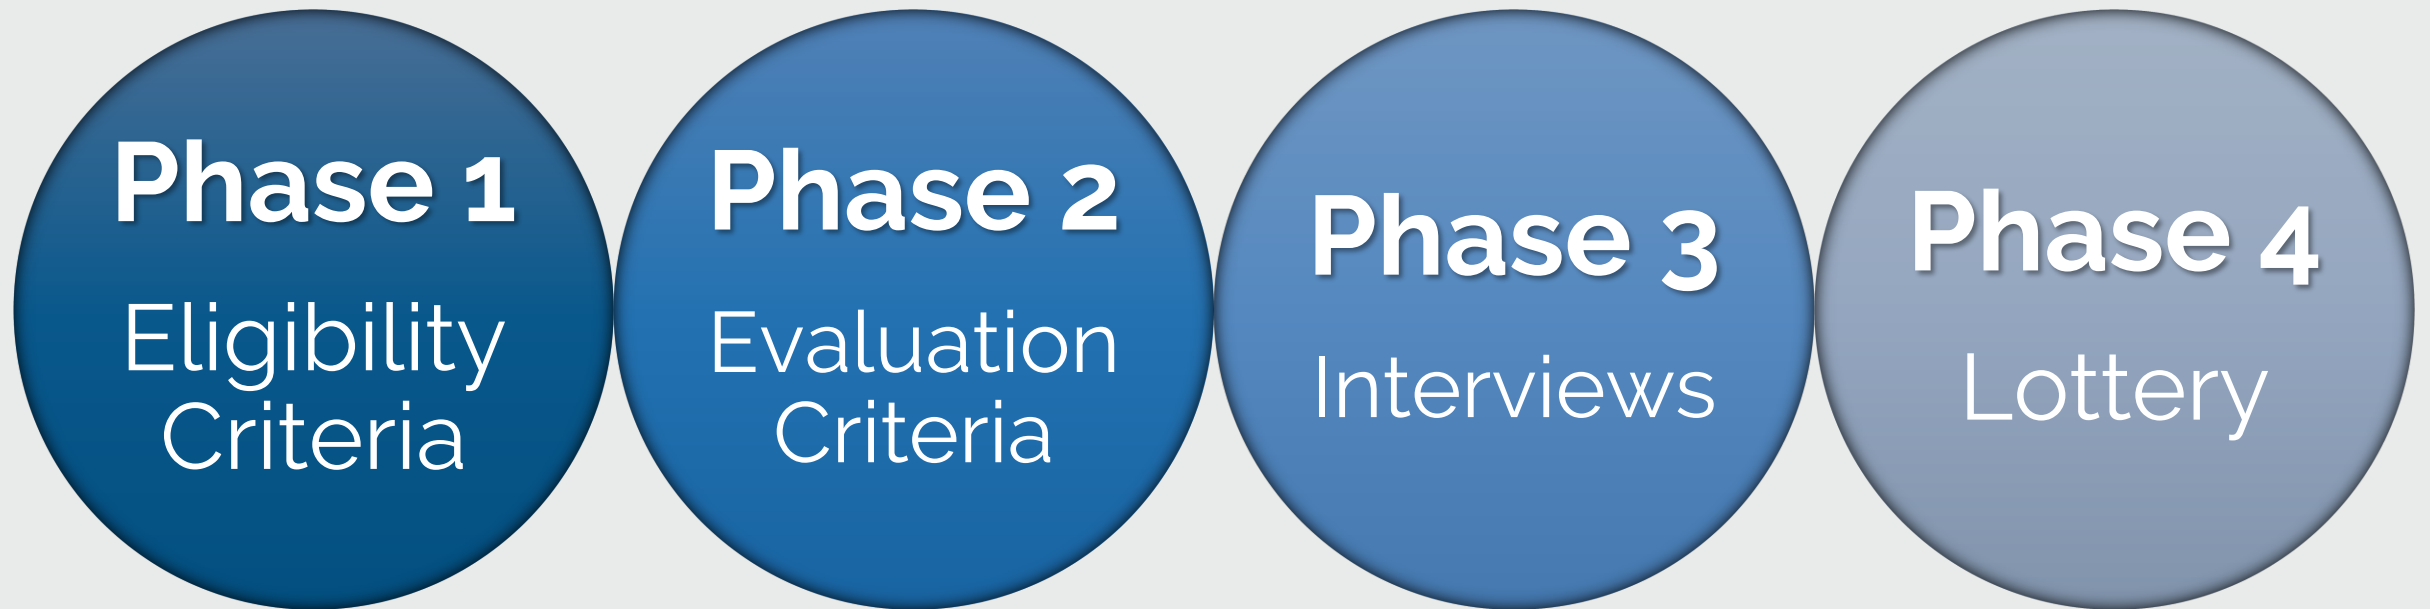 Phase 1
Eligibility
Criteria
Phase 2
Evaluation
Criteria
Phase 3
Interviews
Phase 4
Lottery